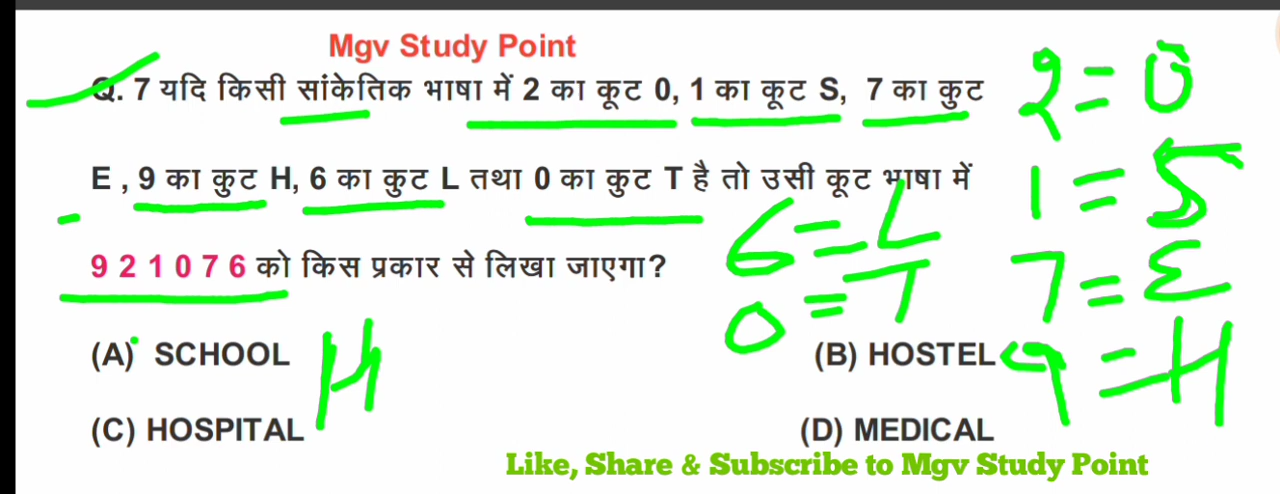 Mgv Study Point
Q. 7 यदि किसी सांकेतिक भाषा में 2 का कूट 0, 1 का कूट S, 7 का कुट
E , 9 का कुट H, 6 का कुट L तथा 0 का कुट T है तो उसी कूट भाषा में
9 2 1 0 7 6 को किस प्रकार से लिखा जाएगा?
(A) SCHOOL
(B) HOSTEL
(C) HOSPITAL
(D) MEDICAL
Like, Share & Subscribe to Mgv Study Point
2 = 0
1 = S
7 = E
9 = H
6 = L
0 = T
H